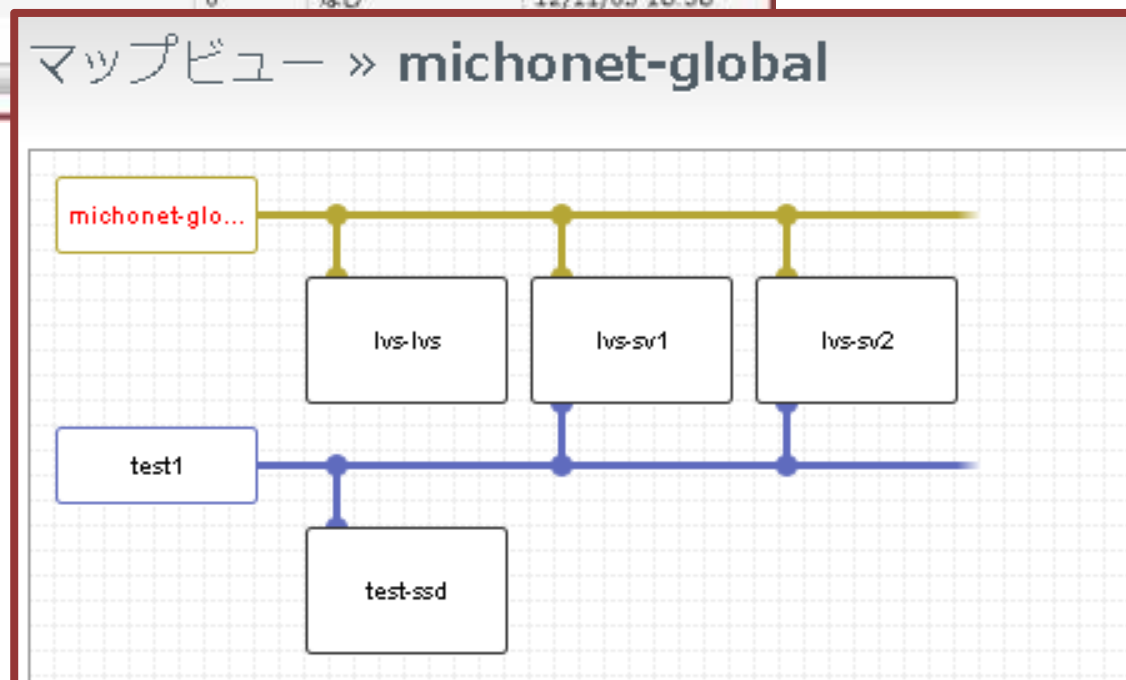 マップビュー » michonet-global
michonet-glo...
lvs-lvs
lvs-sv1
lvs-sv2
test1
test-ssd